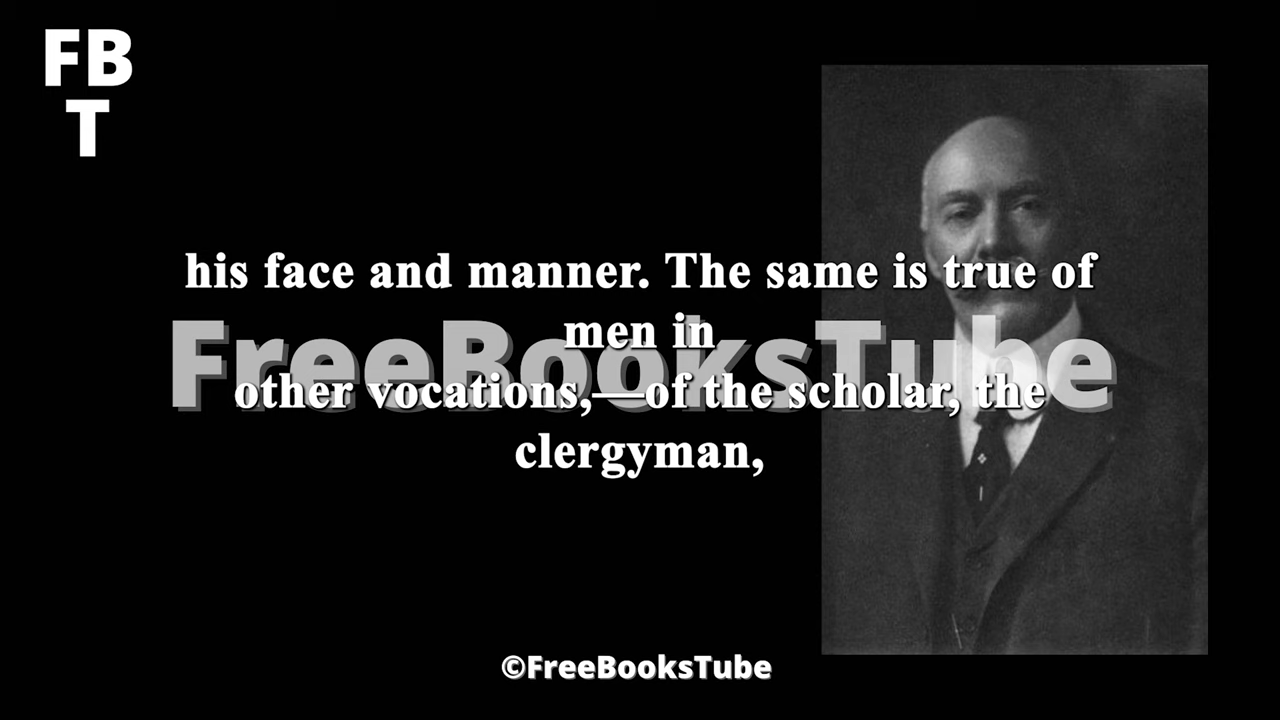 FB
T
his face and manner. The same is true of
men in
FreeBooksTube
other vocations,—of the scholar, the
clergyman,
©FreeBooksTube